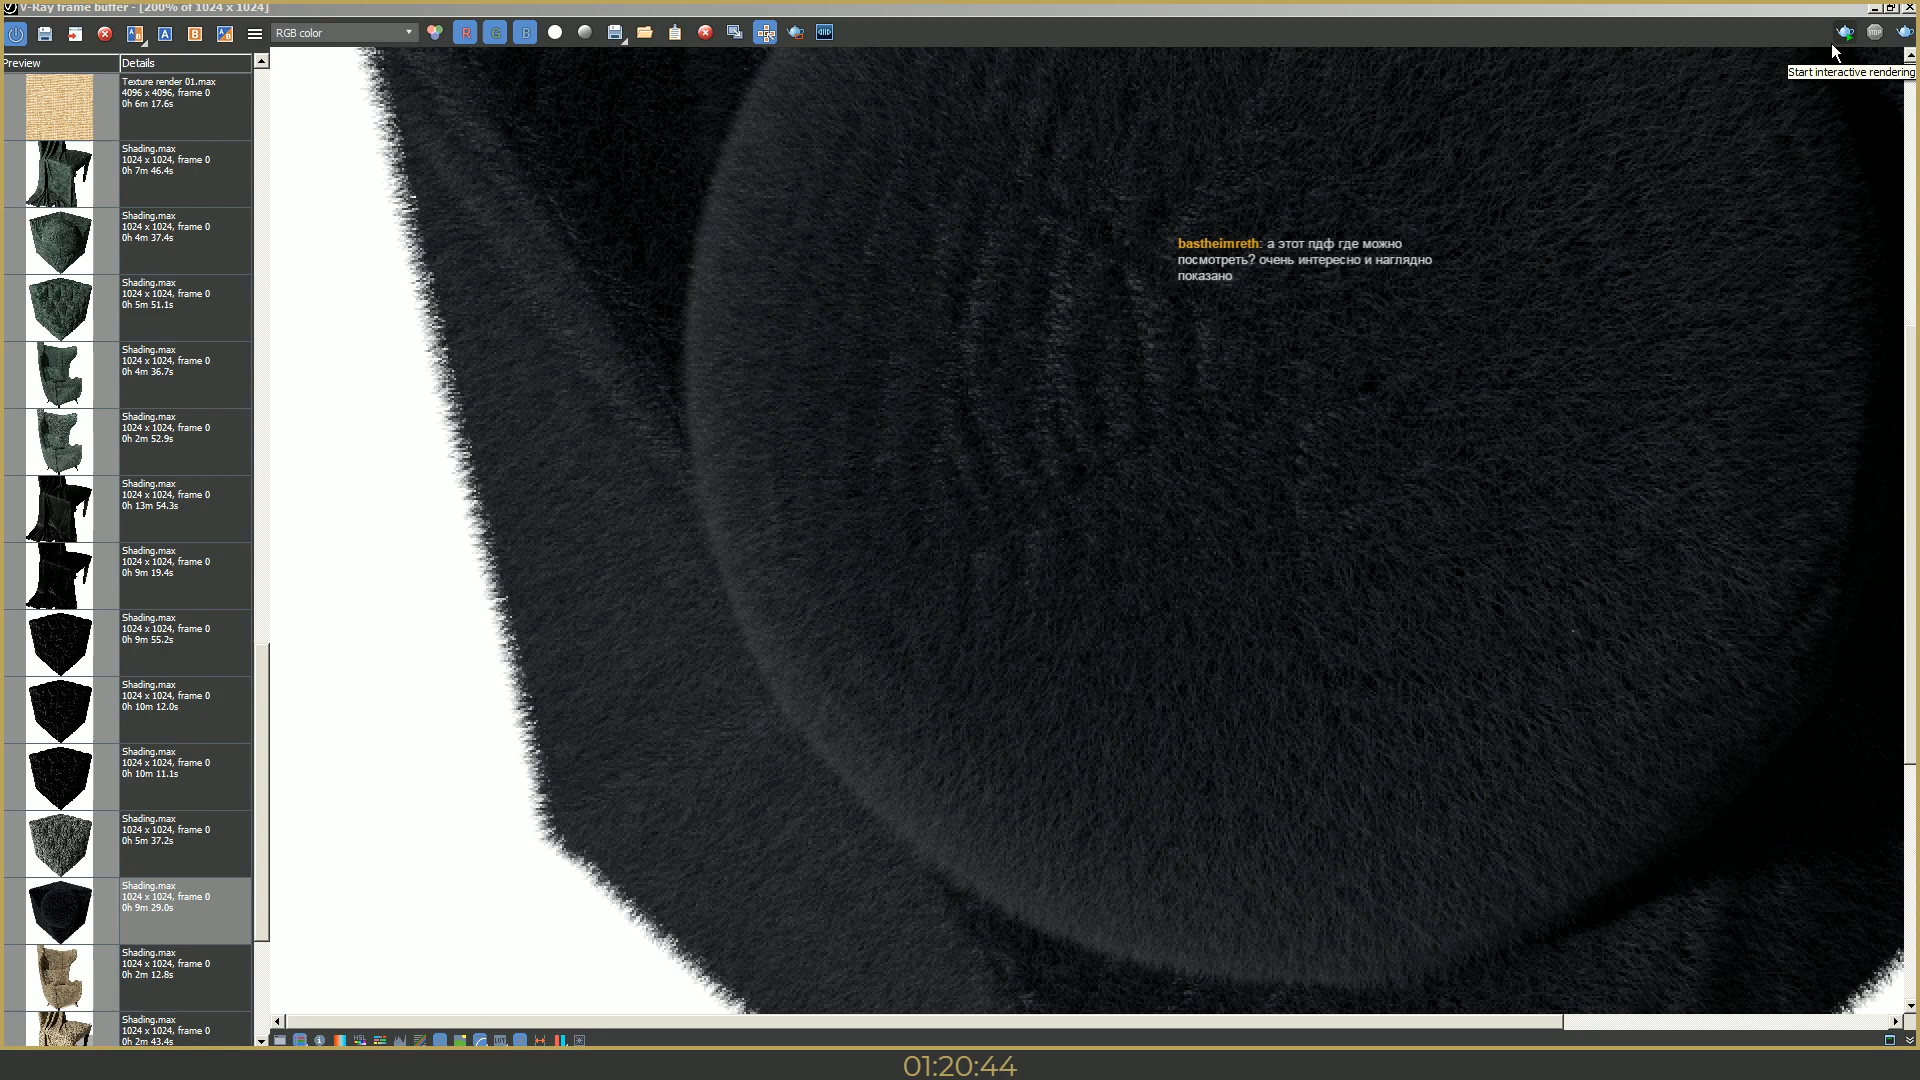 V-Ray frame buffer - [200% of 1024 x 1024]
RGB color
R G B
STOP
Start interactive rendering
Preview Details
Texture render 01.max
4096 x 4096, frame 0
0h 6m 17.6s
Shading.max
1024 x 1024, frame 0
0h 7m 46.4s
Shading.max
1024 x 1024, frame 0
0h 4m 37.4s
Shading.max
1024 x 1024, frame 0
0h 5m 51.1s
Shading.max
1024 x 1024, frame 0
0h 4m 36.7s
Shading.max
1024 x 1024, frame 0
0h 2m 52.9s
Shading.max
1024 x 1024, frame 0
0h 13m 54.3s
Shading.max
1024 x 1024, frame 0
0h 9m 19.4s
Shading.max
1024 x 1024, frame 0
0h 9m 55.2s
Shading.max
1024 x 1024, frame 0
0h 10m 12.0s
Shading.max
1024 x 1024, frame 0
0h 10m 11.1s
Shading.max
1024 x 1024, frame 0
0h 5m 37.2s
Shading.max
1024 x 1024, frame 0
0h 9m 29.0s
Shading.max
1024 x 1024, frame 0
0h 2m 12.8s
Shading.max
1024 x 1024, frame 0
0h 2m 43.4s
bastheimreth: а этот пдф где можно
посмотреть? очень интересно и наглядно
показано
01:20:44